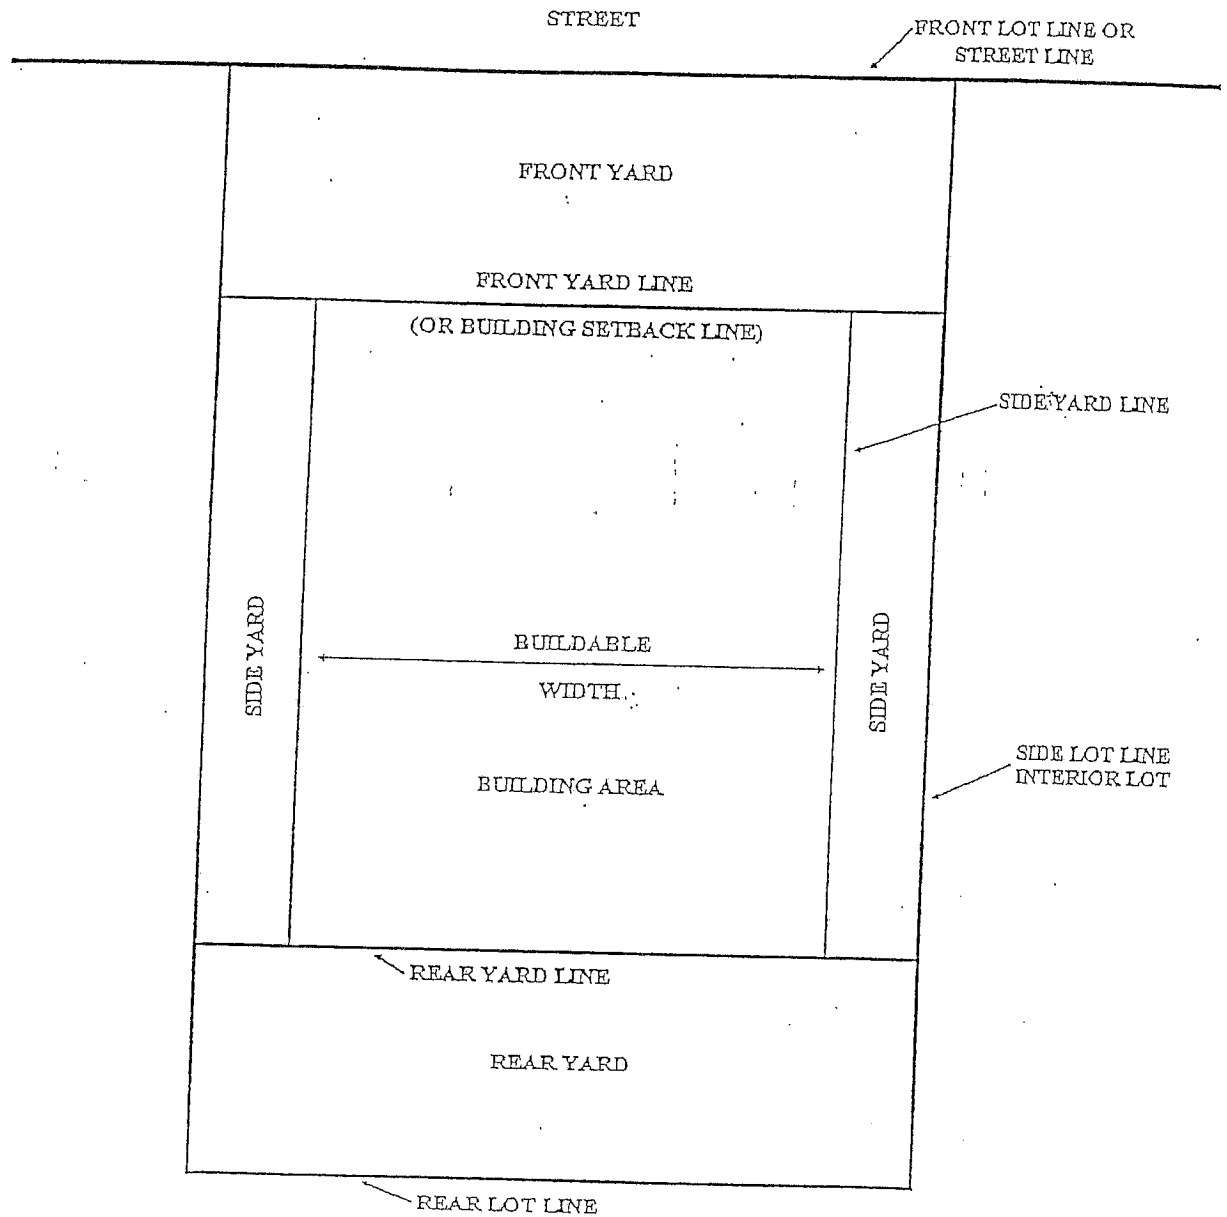 STREET
FRONT LOT LINE OR
STREET LINE
FRONT YARD
FRONT YARD LINE
(OR BUILDING SETBACK LINE)
SIDE YARD LINE
SIDE YARD
BUILDABLE
WIDTH
SIDE YARD
SIDE LOT LINE
INTERIOR LOT
BUILDING AREA
REAR YARD LINE
REAR YARD
REAR LOT LINE